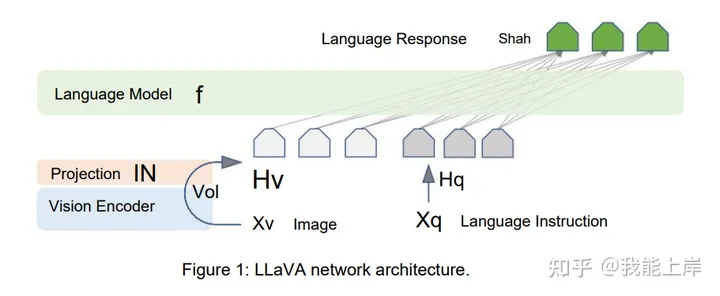 Language Response Shah
Language Model f
Projection IN
Vol
Vision Encoder
Hv
Hq
Xv Image
Xq Language Instruction
Figure 1: LLaVA network architecture.
知乎 @我能上岸